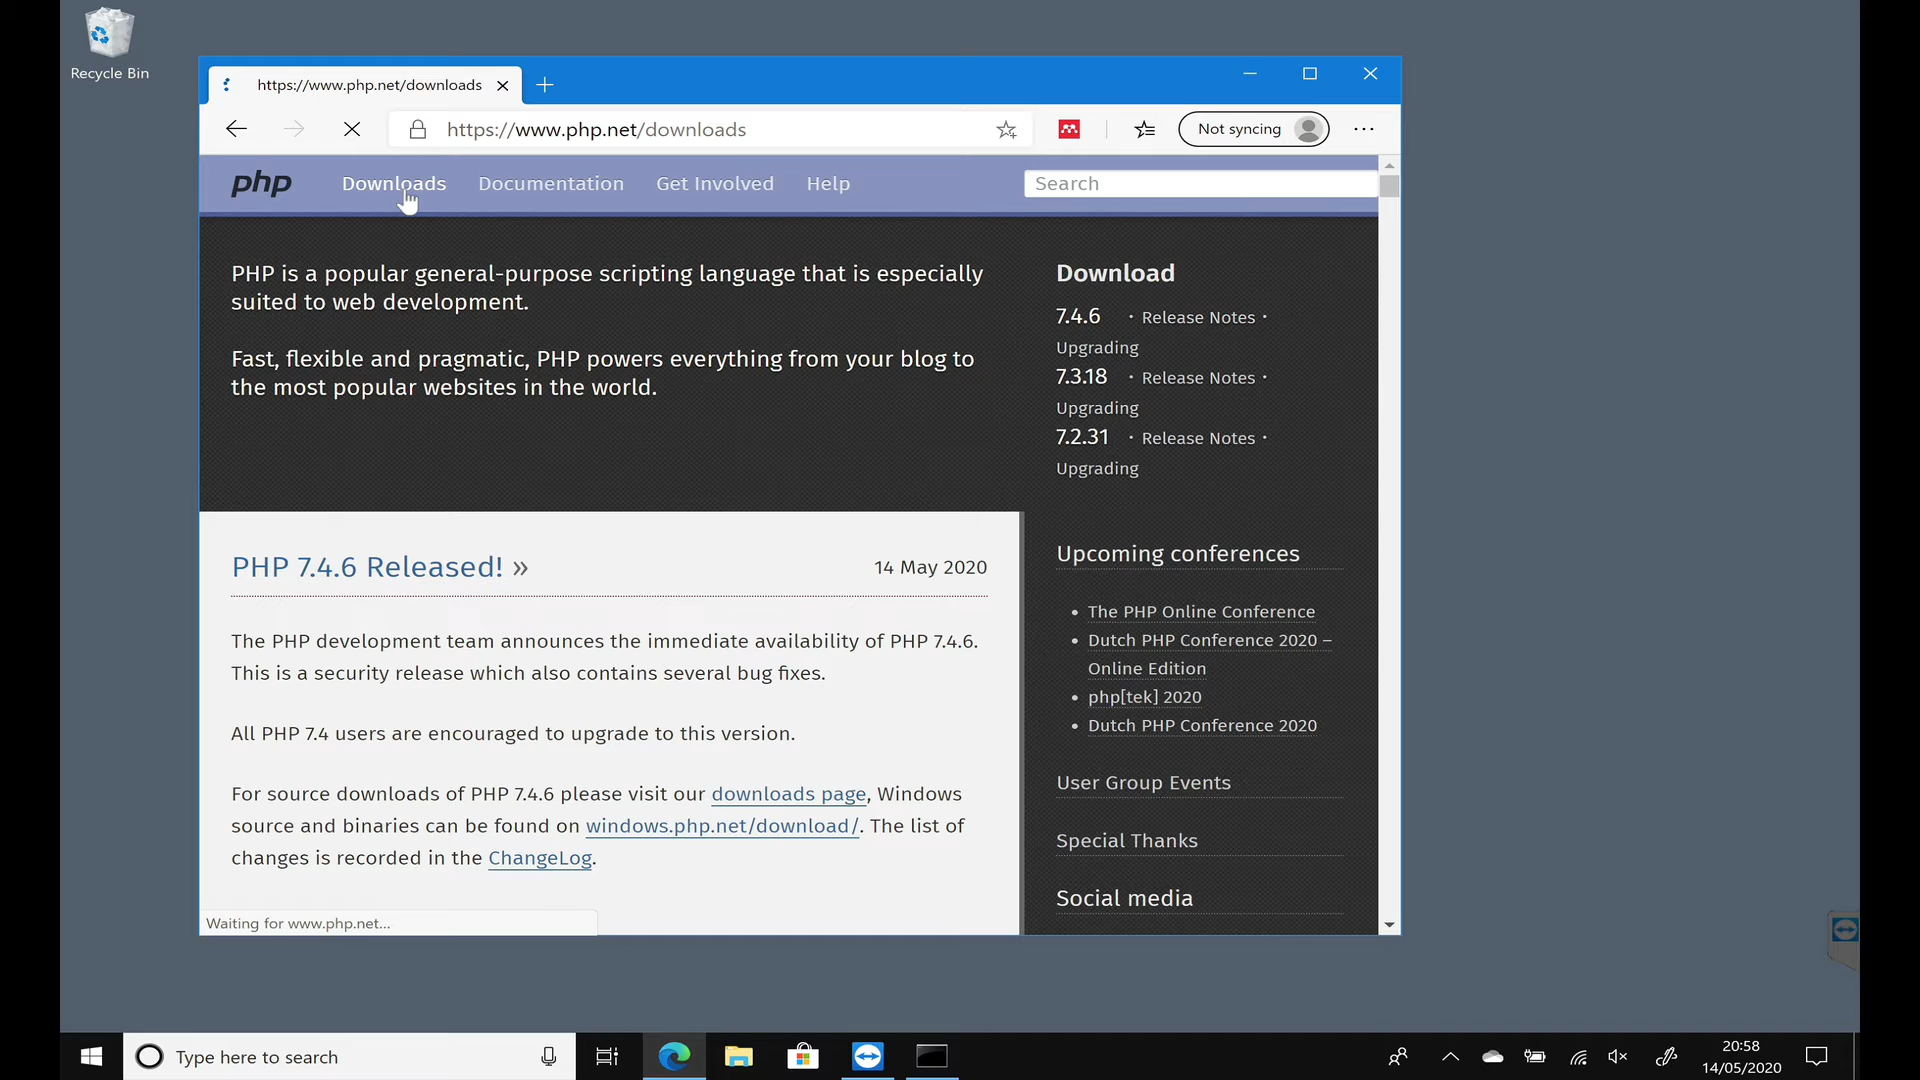 Recycle Bin
https://www.php.net/downloads
https://www.php.net/downloads
Not syncing
php
Downloads
Documentation
Get Involved
Help
Search
PHP is a popular general-purpose scripting language that is especially
suited to web development.
Fast, flexible and pragmatic, PHP powers everything from your blog to
the most popular websites in the world.
Download
7.4.6 · Release Notes ·
Upgrading
7.3.18 · Release Notes ·
Upgrading
7.2.31 · Release Notes ·
Upgrading
PHP 7.4.6 Released! »
14 May 2020
The PHP development team announces the immediate availability of PHP 7.4.6.
This is a security release which also contains several bug fixes.
All PHP 7.4 users are encouraged to upgrade to this version.
For source downloads of PHP 7.4.6 please visit our downloads page, Windows
source and binaries can be found on windows.php.net/download/. The list of
changes is recorded in the ChangeLog.
Upcoming conferences
• The PHP Online Conference
• Dutch PHP Conference 2020 –
Online Edition
• php[tek] 2020
• Dutch PHP Conference 2020
User Group Events
Special Thanks
Social media
Waiting for www.php.net...
Type here to search
20:58
14/05/2020